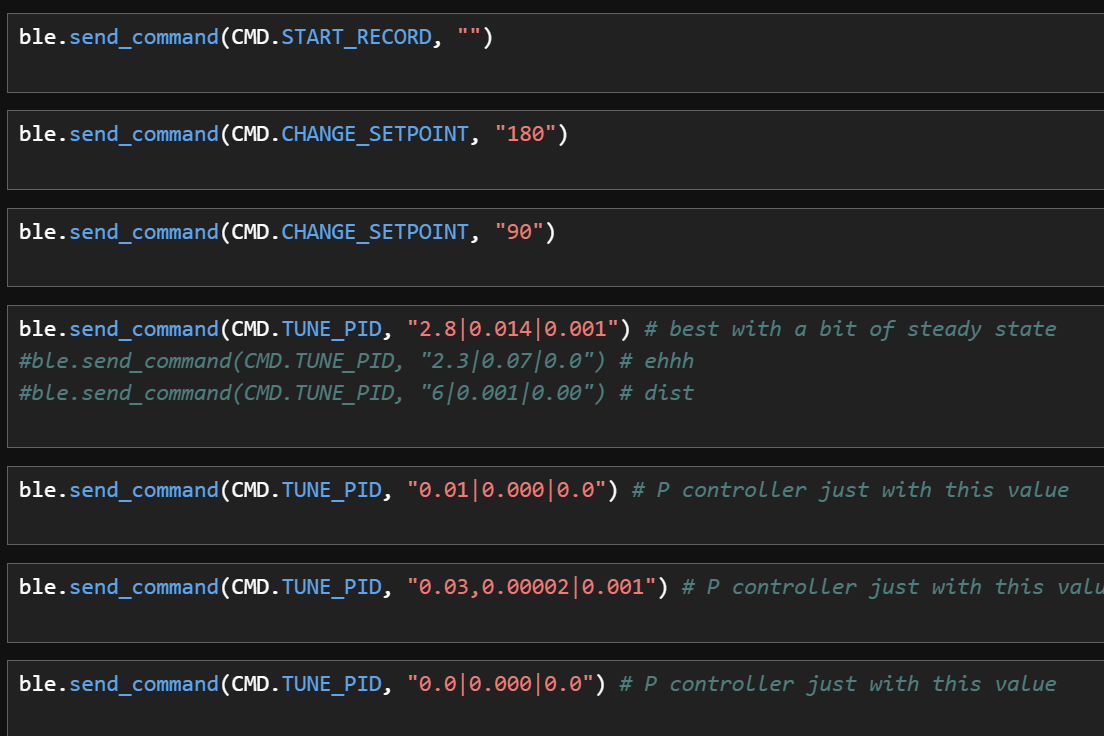 ble.send_command(CMD.START_RECORD, "")
ble.send_command(CMD.CHANGE_SETPOINT, "180")
ble.send_command(CMD.CHANGE_SETPOINT, "90")
ble.send_command(CMD.TUNE_PID, "2.8|0.014|0.001") # best with a bit of steady state
#ble.send_command(CMD.TUNE_PID, "2.3|0.07|0.0") # ehhh
#ble.send_command(CMD.TUNE_PID, "6|0.001|0.00") # dist
ble.send_command(CMD.TUNE_PID, "0.01|0.000|0.0") # P controller just with this value
ble.send_command(CMD.TUNE_PID, "0.03,0.00002|0.001") # P controller just with this valu
ble.send_command(CMD.TUNE_PID, "0.0|0.000|0.0") # P controller just with this value